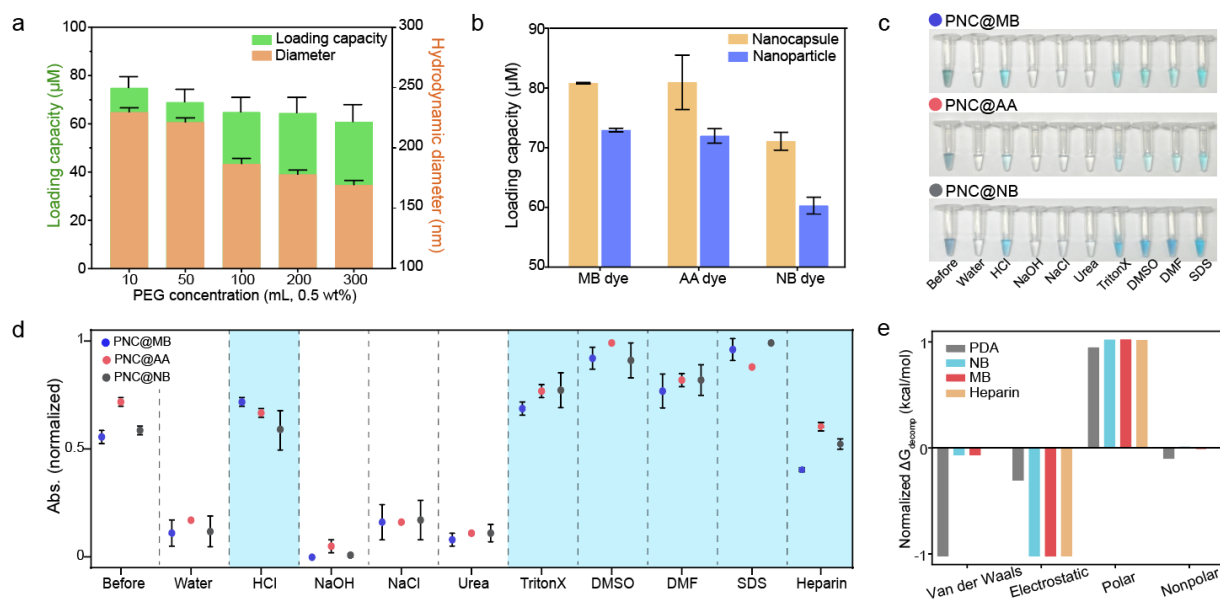 a
100
80
60
40
20
0
Loading capacity (µM)
Loading capacity
Diameter
300
250
200
150
100
Hydrodynamic diameter (nm)
10 50 100 200 300
PEG concentration (mL, 0.5 wt%)
b
90
80
70
60
50
Loading capacity (µM)
Nanocapsule
Nanoparticle
MB dye AA dye NB dye
c
PNC@MB
PNC@AA
PNC@NB
Before Water HCl NaOH NaCl Urea TritonX DMSO DMF SDS
d
1
0.5
0
Abs. (normalized)
PNC@MB
PNC@AA
PNC@NB
Before Water HCl NaOH NaCl Urea TritonX DMSO DMF SDS Heparin
e
1
0
-1
Normalized ΔGdecomp (kcal/mol)
PDA
NB
MB
Heparin
Van der Waals Electrostatic Polar Nonpolar